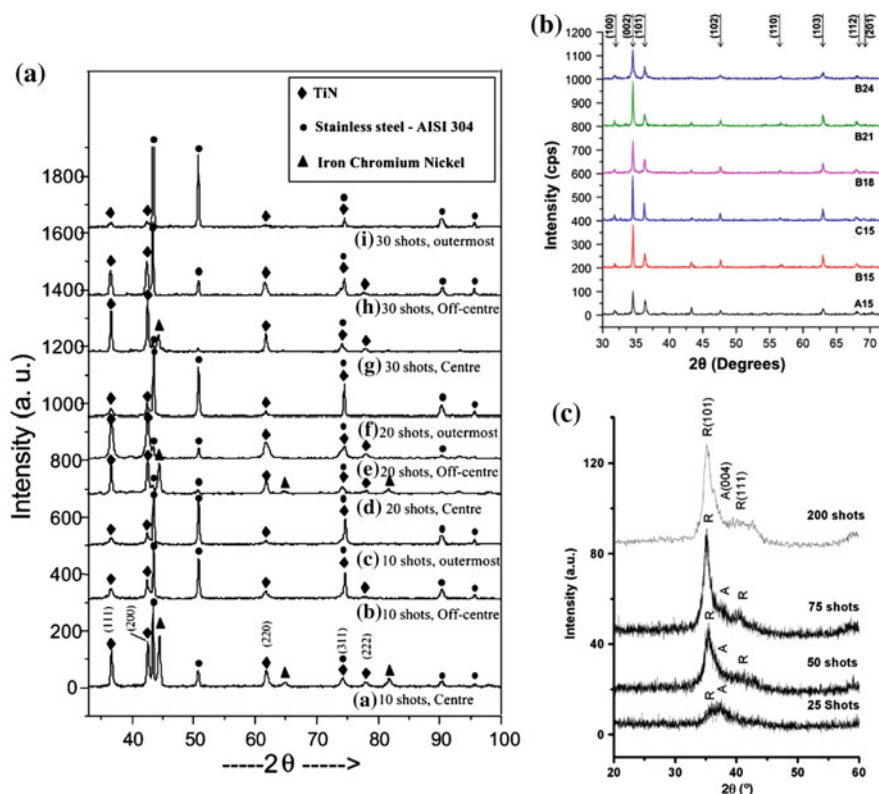 (a)
◆ TiN
● Stainless steel - AISI 304
▲ Iron Chromium Nickel
1800
1600
1400
1200
1000
800
600
400
200
0
Intensity (a. u.)
(i) 30 shots, outermost
(h) 30 shots, Off-centre
(g) 30 shots, Centre
(f) 20 shots, outermost
(e) 20 shots, Off-centre
(d) 20 shots, Centre
(c) 10 shots, outermost
(b) 10 shots, Off-centre
(a) 10 shots, Centre
(111)
(200)
(220)
(311)
(222)
40 50 60 70 80 90 100
-----2θ---->
(b)
(100) (002) (101) (102) (110) (103) (112) (201)
1200
1100
1000
900
800
700
600
500
400
300
200
100
0
Intensity (cps)
B24
B21
B18
C15
B15
A15
30 35 40 45 50 55 60 65 70
2θ (Degrees)
(c)
R(101)
A(004)
R(111)
200 shots
R A R
75 shots
R A R
50 shots
R A
25 Shots
120
80
40
0
Intensity (a.u.)
20 30 40 50 60
2θ (º)